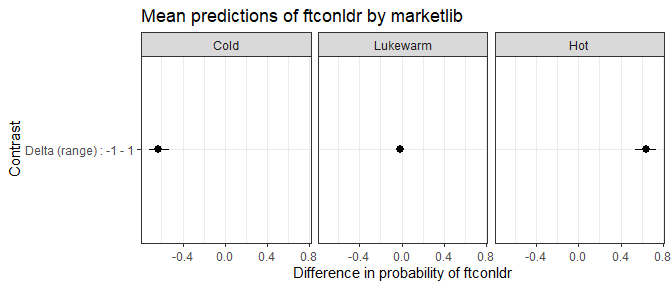 Mean predictions of ftconldr by marketlib
Cold Lukewarm Hot
Contrast
Delta (range) : -1 - 1
-0.4 0.0 0.4 0.8 -0.4 0.0 0.4 0.8 -0.4 0.0 0.4 0.8
Difference in probability of ftconldr